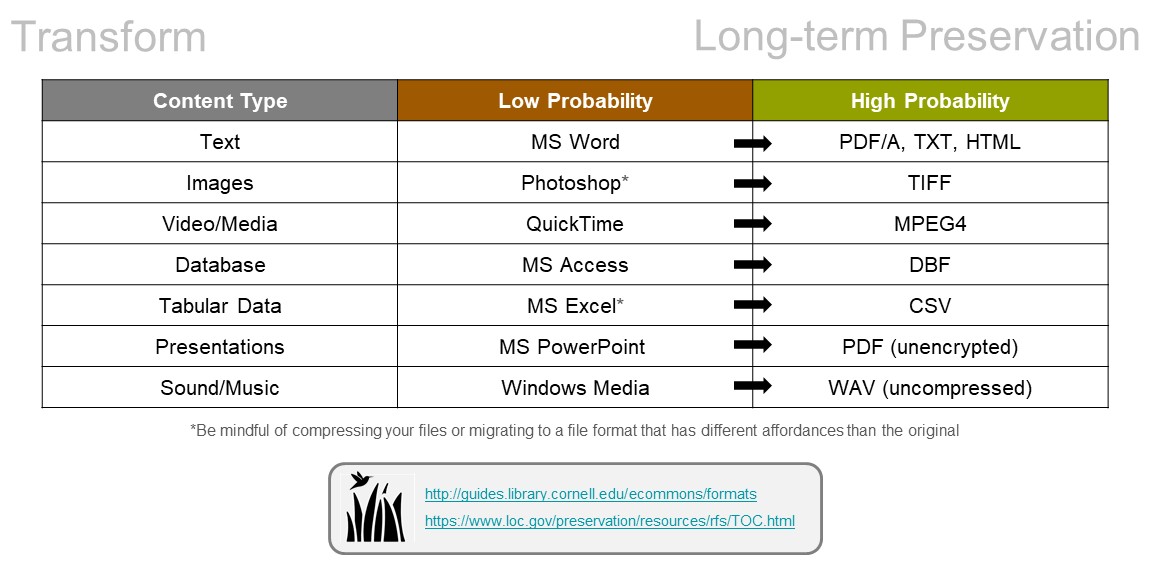 Transform
Long-term Preservation
Content Type Low Probability High Probability
Text MS Word PDF/A, TXT, HTML
Images Photoshop* TIFF
Video/Media QuickTime MPEG4
Database MS Access DBF
Tabular Data MS Excel* CSV
Presentations MS PowerPoint PDF (unencrypted)
Sound/Music Windows Media WAV (uncompressed)
*Be mindful of compressing your files or migrating to a file format that has different affordances than the original
http://guides.library.cornell.edu/ecommons/formats
https://www.loc.gov/preservation/resources/rfs/TOC.html